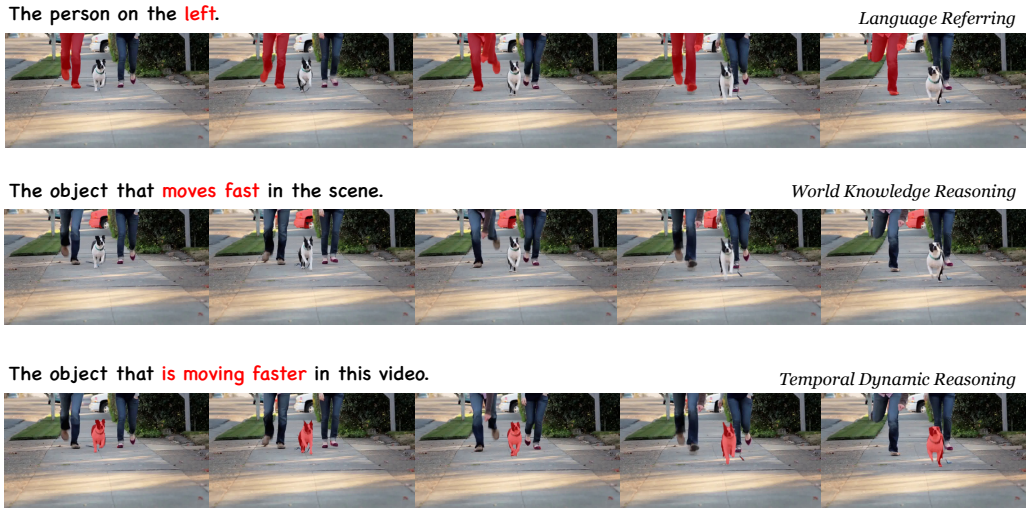 The person on the left.
Language Referring
The object that moves fast in the scene.
World Knowledge Reasoning
The object that is moving faster in this video.
Temporal Dynamic Reasoning